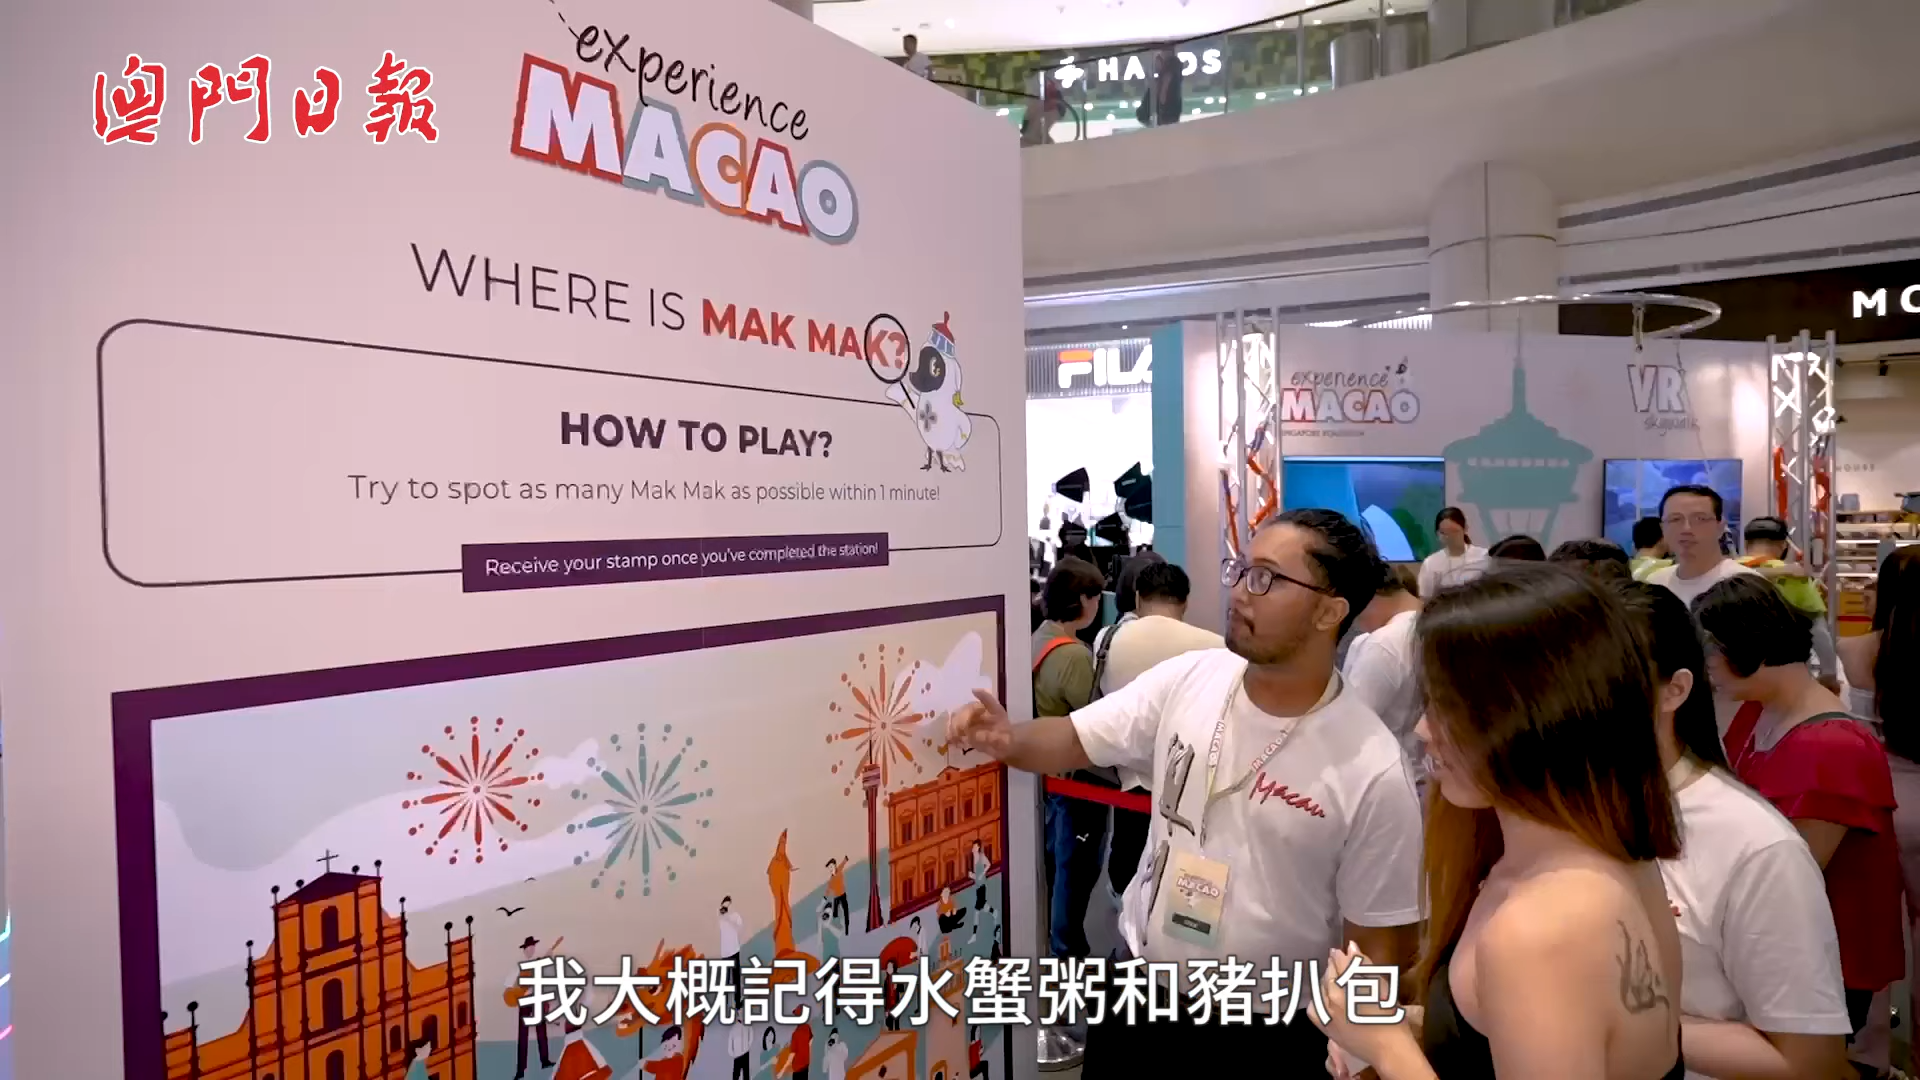 澳門日報
experience
MACAO
WHERE IS MAK MAK?
HOW TO PLAY?
Try to spot as many Mak Mak as possible within 1 minute!
Receive your stamp once you've completed the station!
FILA
experience
MACAO
VR
skywalk
Macau
MACAO
我大概記得水蟹粥和豬扒包